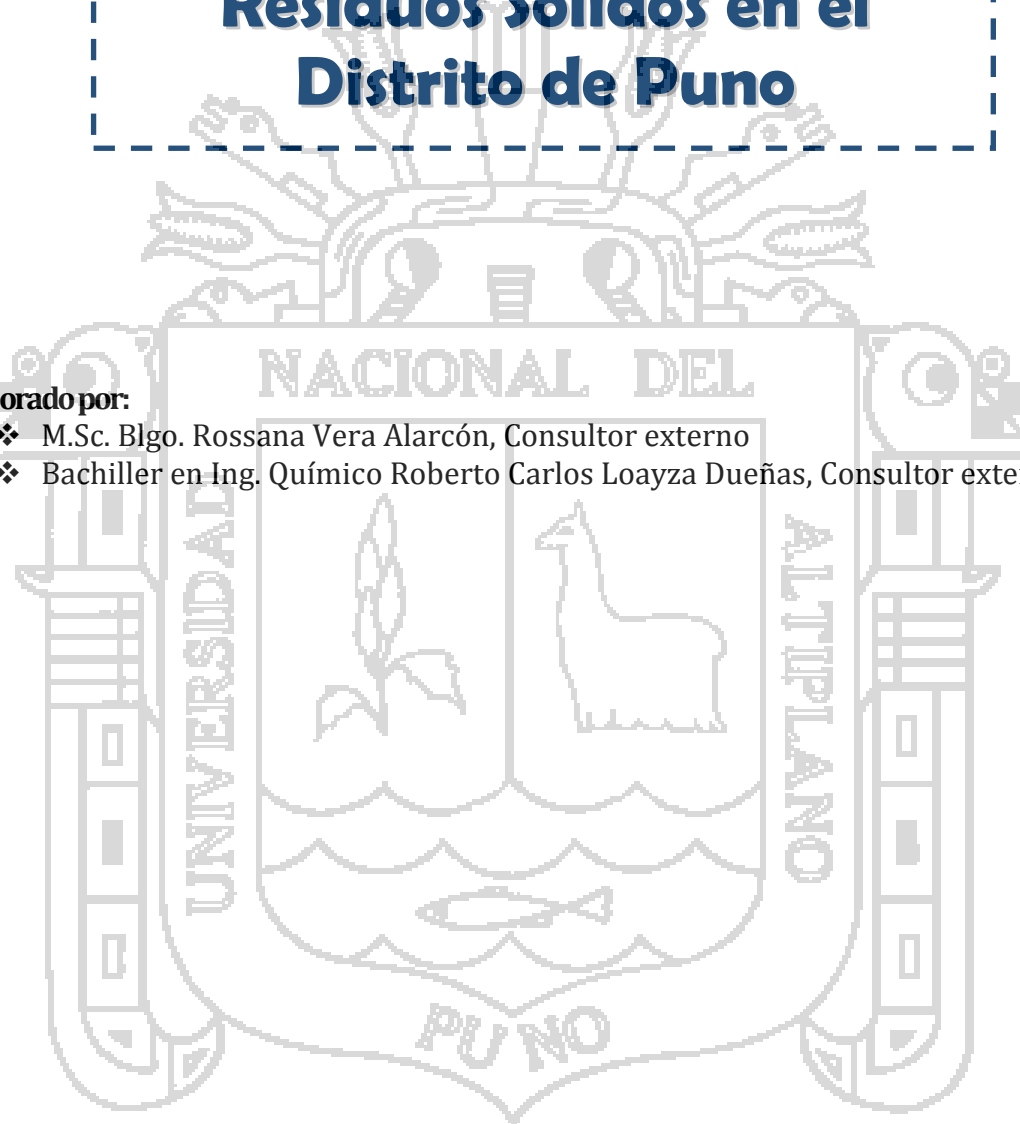 Residuos Sólidos en el
Distrito de Puno
NACIONAL DEL
orado por:
❖ M.Sc. Blgo. Rossana Vera Alarcón, Consultor externo
❖ Bachiller en Ing. Químico Roberto Carlos Loayza Dueñas, Consultor exte
UNIVERSIDAD
ALTIPLANO
PUNO